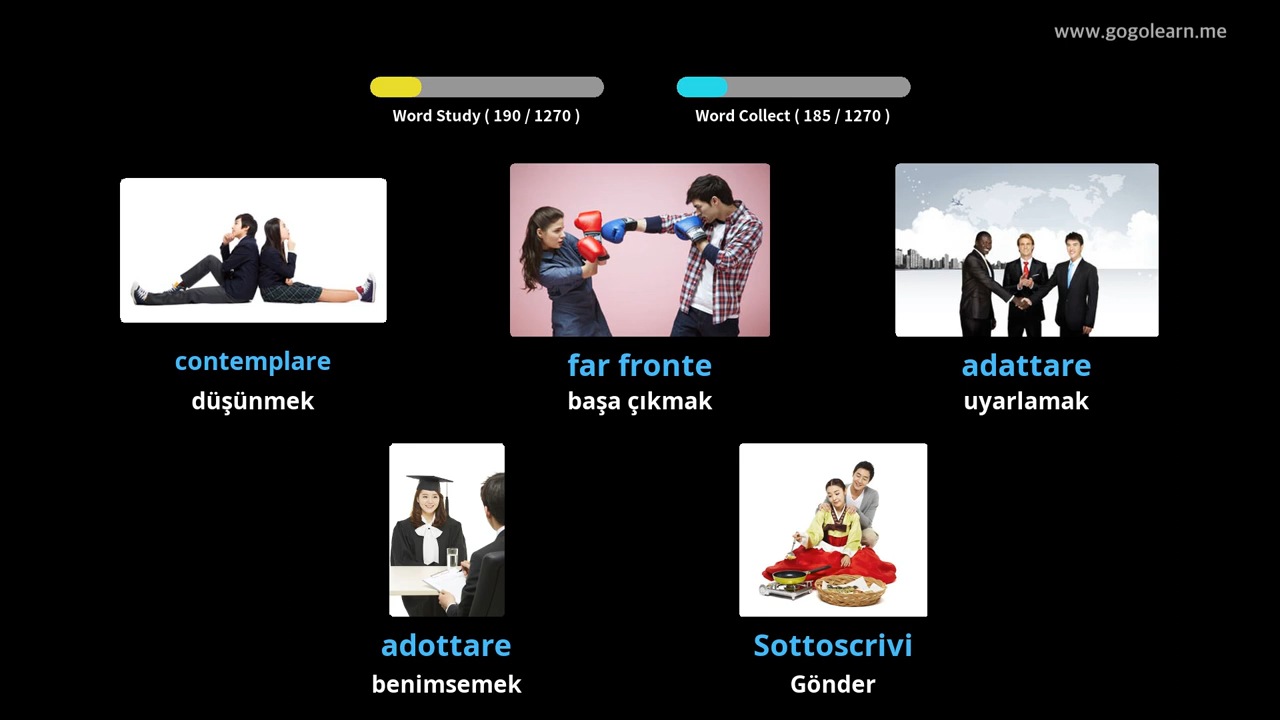 www.gogolearn.me
Word Study ( 190 / 1270 )
Word Collect ( 185 / 1270 )
contemplare
düşünmek
far fronte
başa çıkmak
adattare
uyarlamak
adottare
benimsemek
Sottoscrivi
Gönder